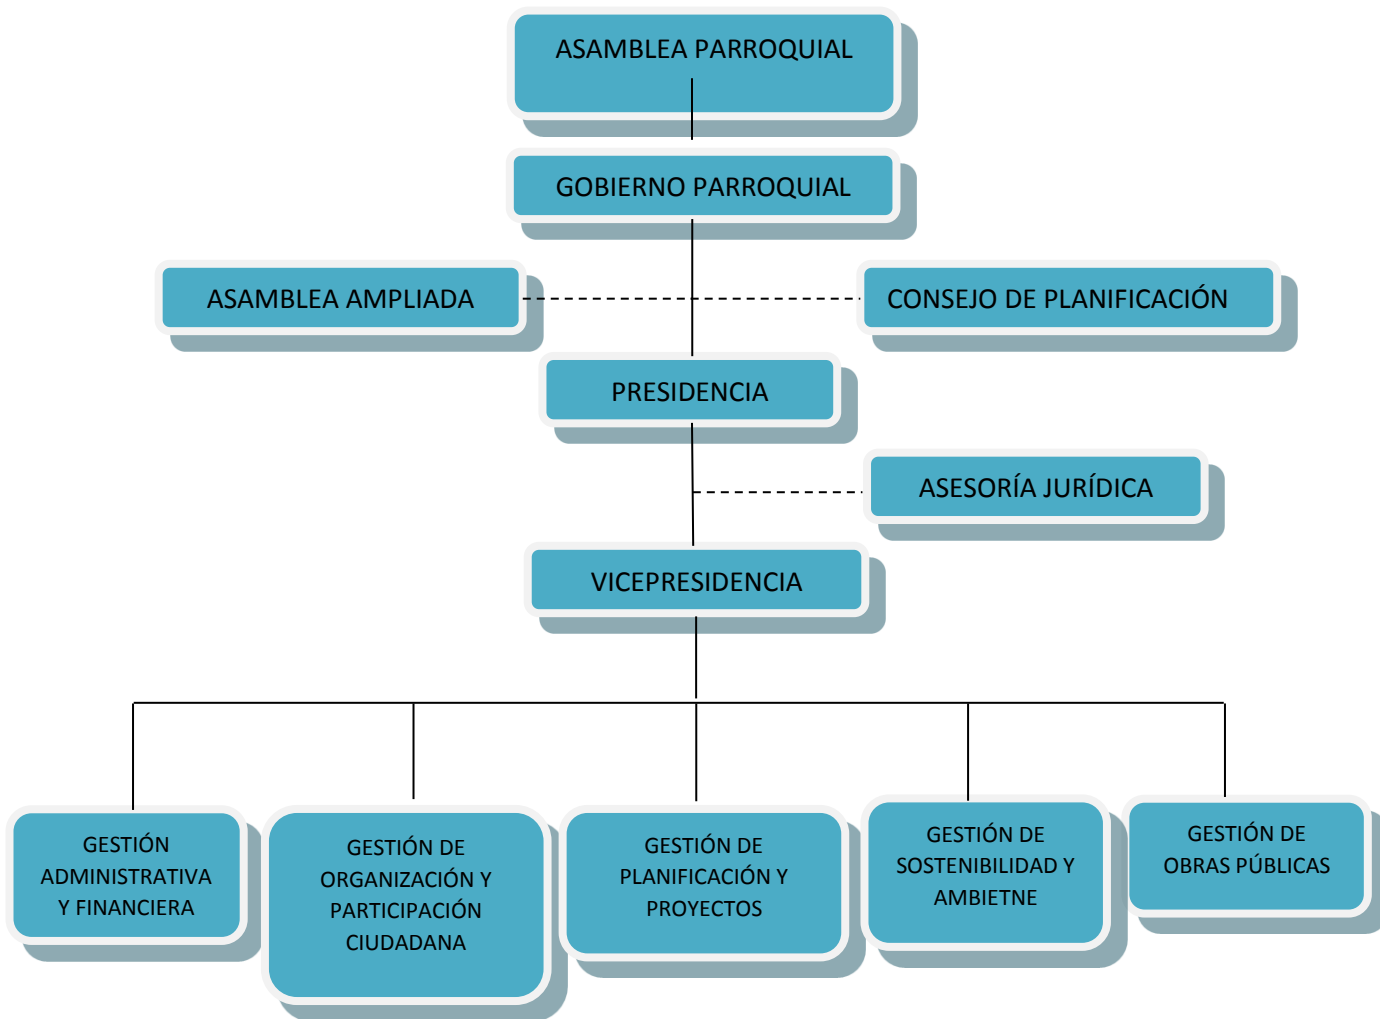 ASAMBLEA PARROQUIAL
GOBIERNO PARROQUIAL
ASAMBLEA AMPLIADA
CONSEJO DE PLANIFICACIÓN
PRESIDENCIA
ASESORÍA JURÍDICA
VICEPRESIDENCIA
GESTIÓN
ADMINISTRATIVA
Y FINANCIERA
GESTIÓN DE
ORGANIZACIÓN Y
PARTICIPACIÓN
CIUDADANA
GESTIÓN DE
PLANIFICACIÓN Y
PROYECTOS
GESTIÓN DE
SOSTENIBILIDAD Y
AMBIETNE
GESTIÓN DE
OBRAS PÚBLICAS